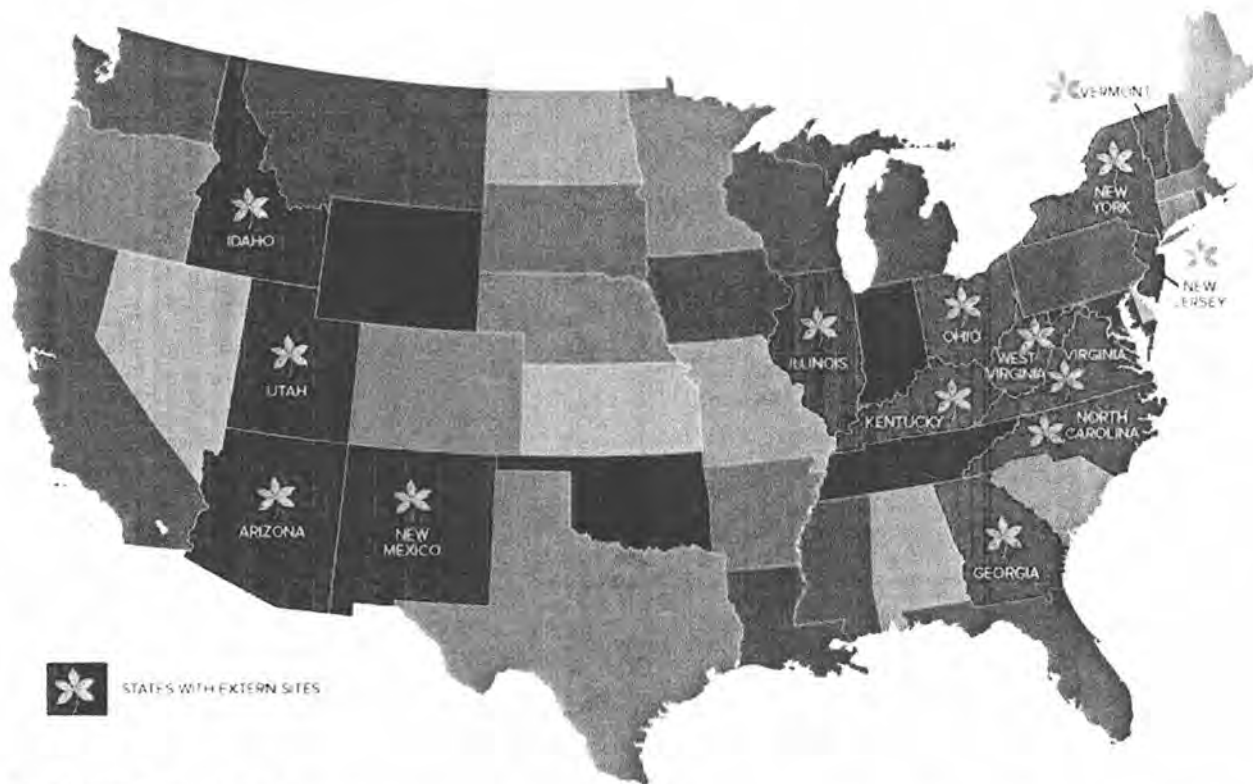 VERMONT
NEW
YORK
IDAHO
NEW
JERSEY
OHIO
ILLINOIS
WEST
VIRGINIA
VIRGINIA
UTAH
KENTUCKY
NORTH
CAROLINA
ARIZONA
NEW
MEXICO
GEORGIA
STATES WITH EXTERN SITES